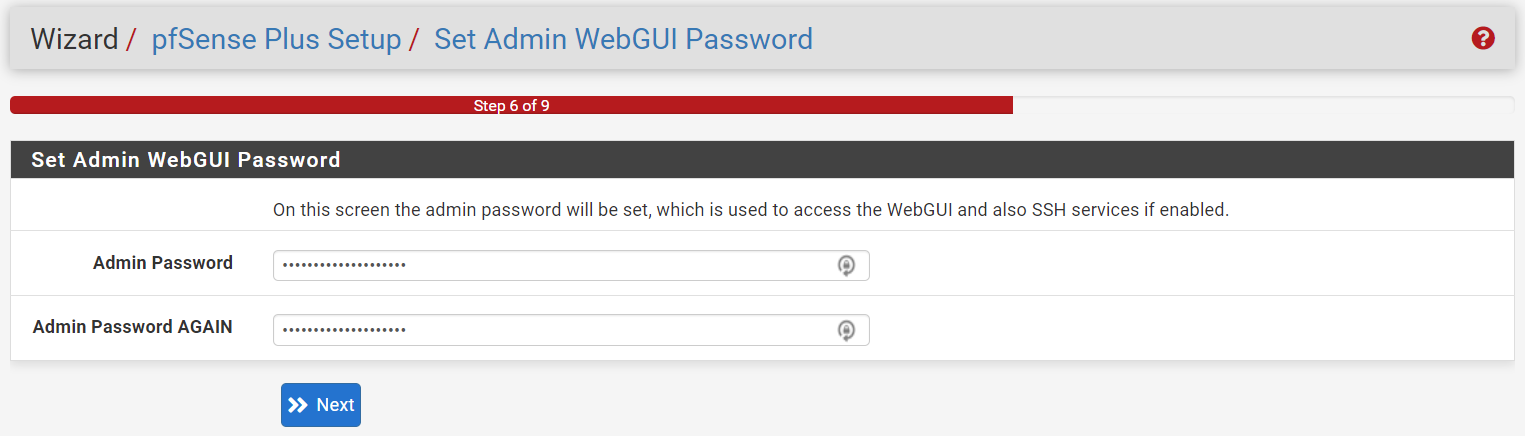 Wizard / pfSense Plus Setup / Set Admin WebGUI Password
Step 6 of 9
Set Admin WebGUI Password
On this screen the admin password will be set, which is used to access the WebGUI and also SSH services if enabled.
Admin Password ••••••••••••••••••••
Admin Password AGAIN ••••••••••••••••••••
Next